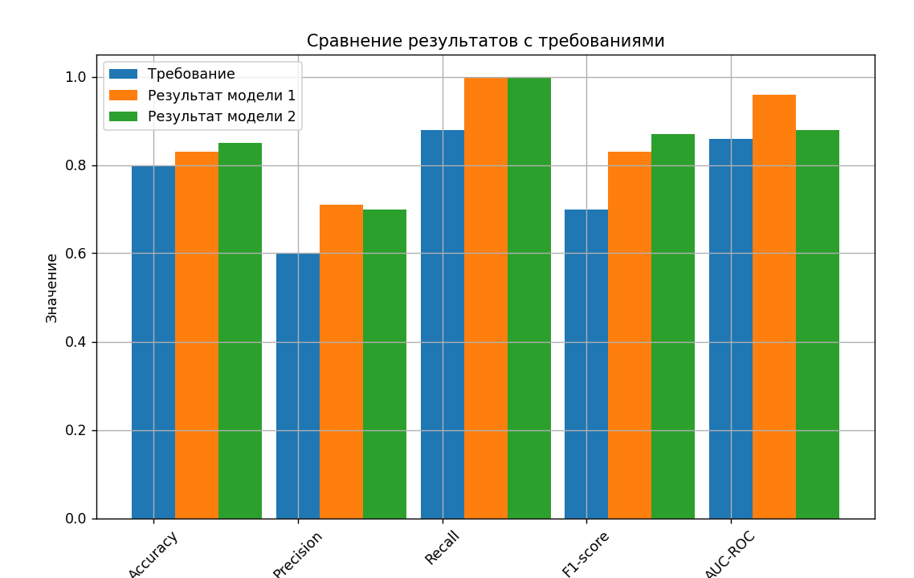 Сравнение результатов с требованиями
Требование
Результат модели 1
Результат модели 2
Значение
1.0
0.8
0.6
0.4
0.2
0.0
Accuracy
Precision
Recall
F1-score
AUC-ROC